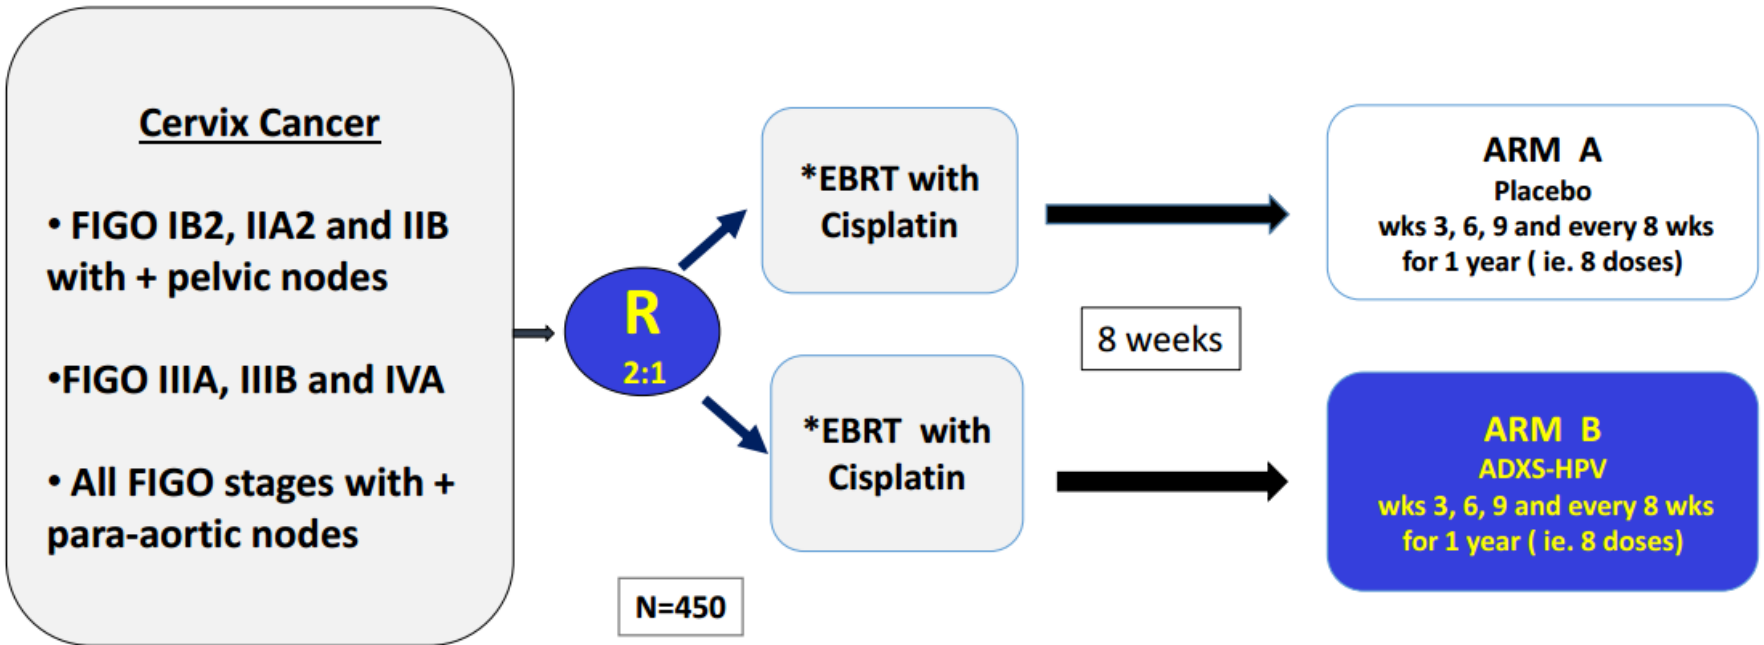 Cervix Cancer
• FIGO IB2, IIA2 and IIB
with + pelvic nodes
•FIGO IIIA, IIIB and IVA
• All FIGO stages with +
para-aortic nodes
R
2:1
N=450
*EBRT with
Cisplatin
*EBRT with
Cisplatin
8 weeks
ARM A
Placebo
wks 3, 6, 9 and every 8 wks
for 1 year ( ie. 8 doses)
ARM B
ADXS-HPV
wks 3, 6, 9 and every 8 wks
for 1 year ( ie. 8 doses)